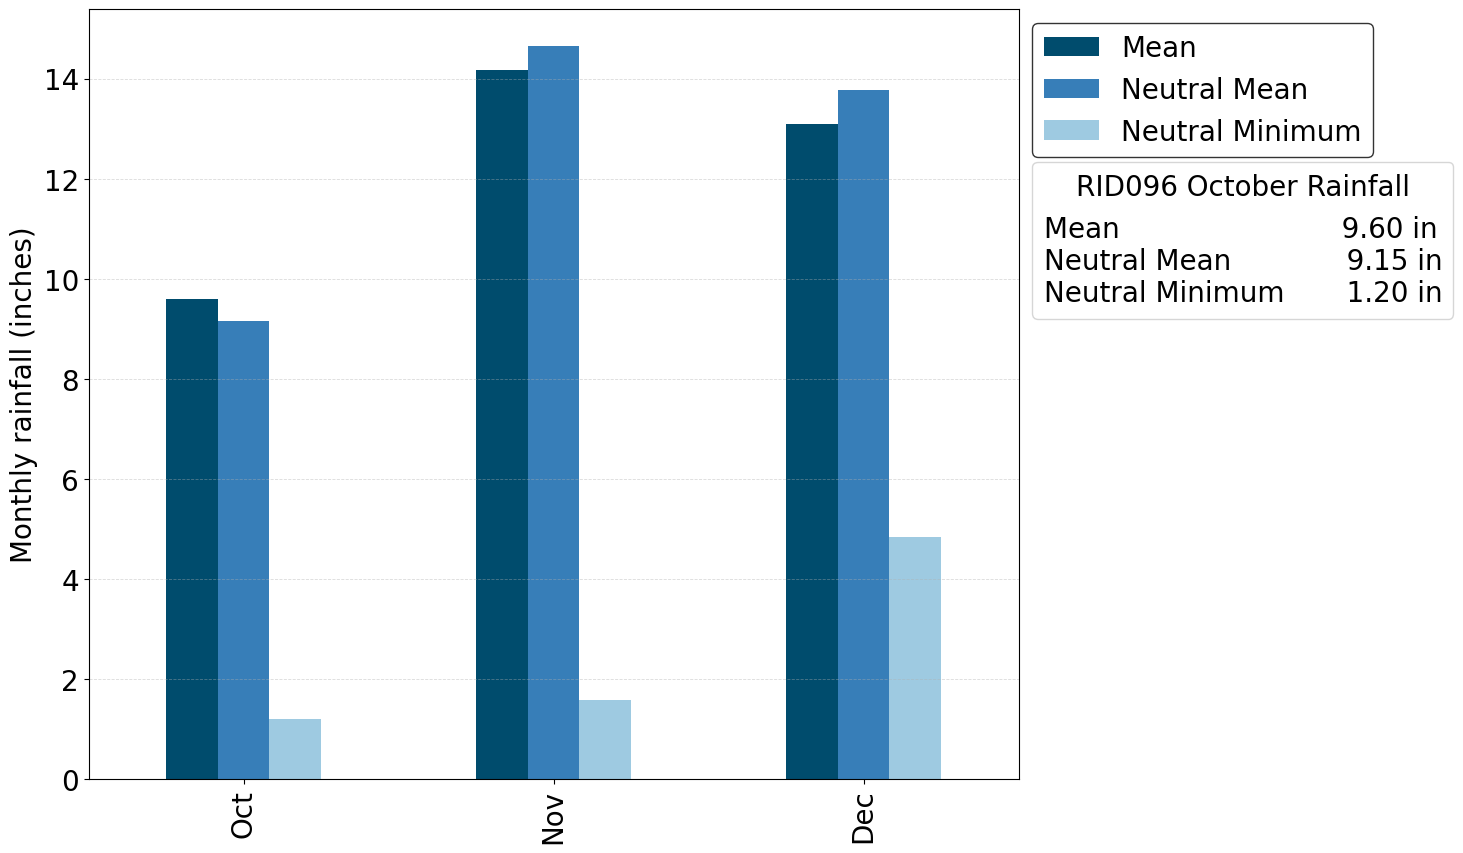 Monthly rainfall (inches)
14
12
10
8
6
4
2
0
Oct
Nov
Dec
Mean
Neutral Mean
Neutral Minimum
RID096 October Rainfall
Mean 9.60 in
Neutral Mean 9.15 in
Neutral Minimum 1.20 in